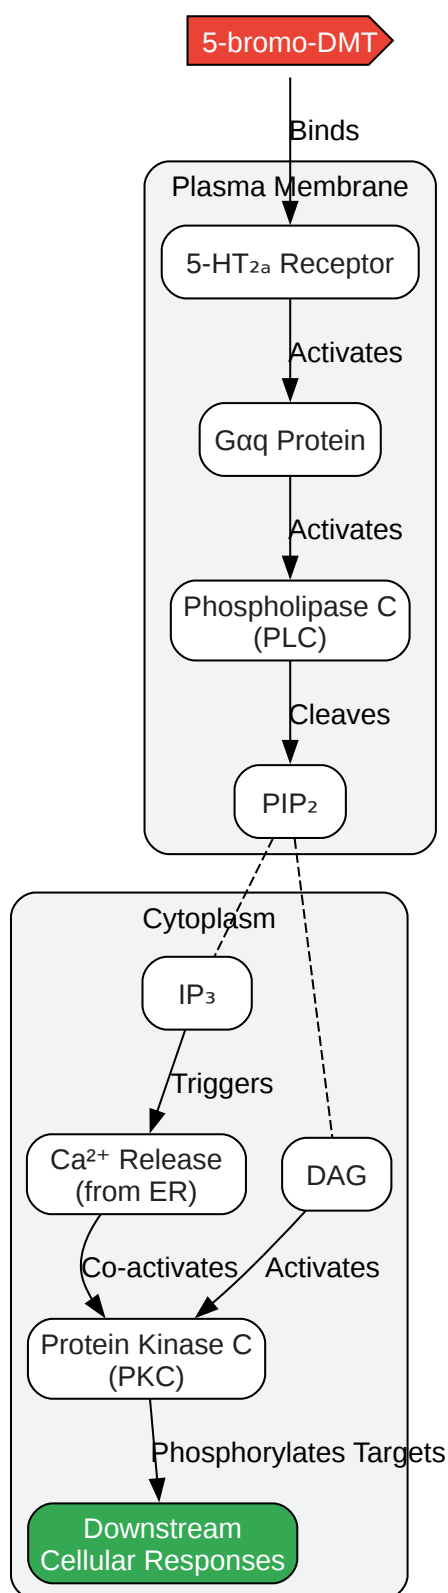 5-bromo-DMT
Binds
Plasma Membrane
5-HT₂ₐ Receptor
Activates
Gαq Protein
Activates
Phospholipase C
(PLC)
Cleaves
PIP₂
Cytoplasm
IP₃
Triggers
Ca²⁺ Release
(from ER)
DAG
Co-activates
Activates
Protein Kinase C
(PKC)
Phosphorylates Targets
Downstream
Cellular Responses